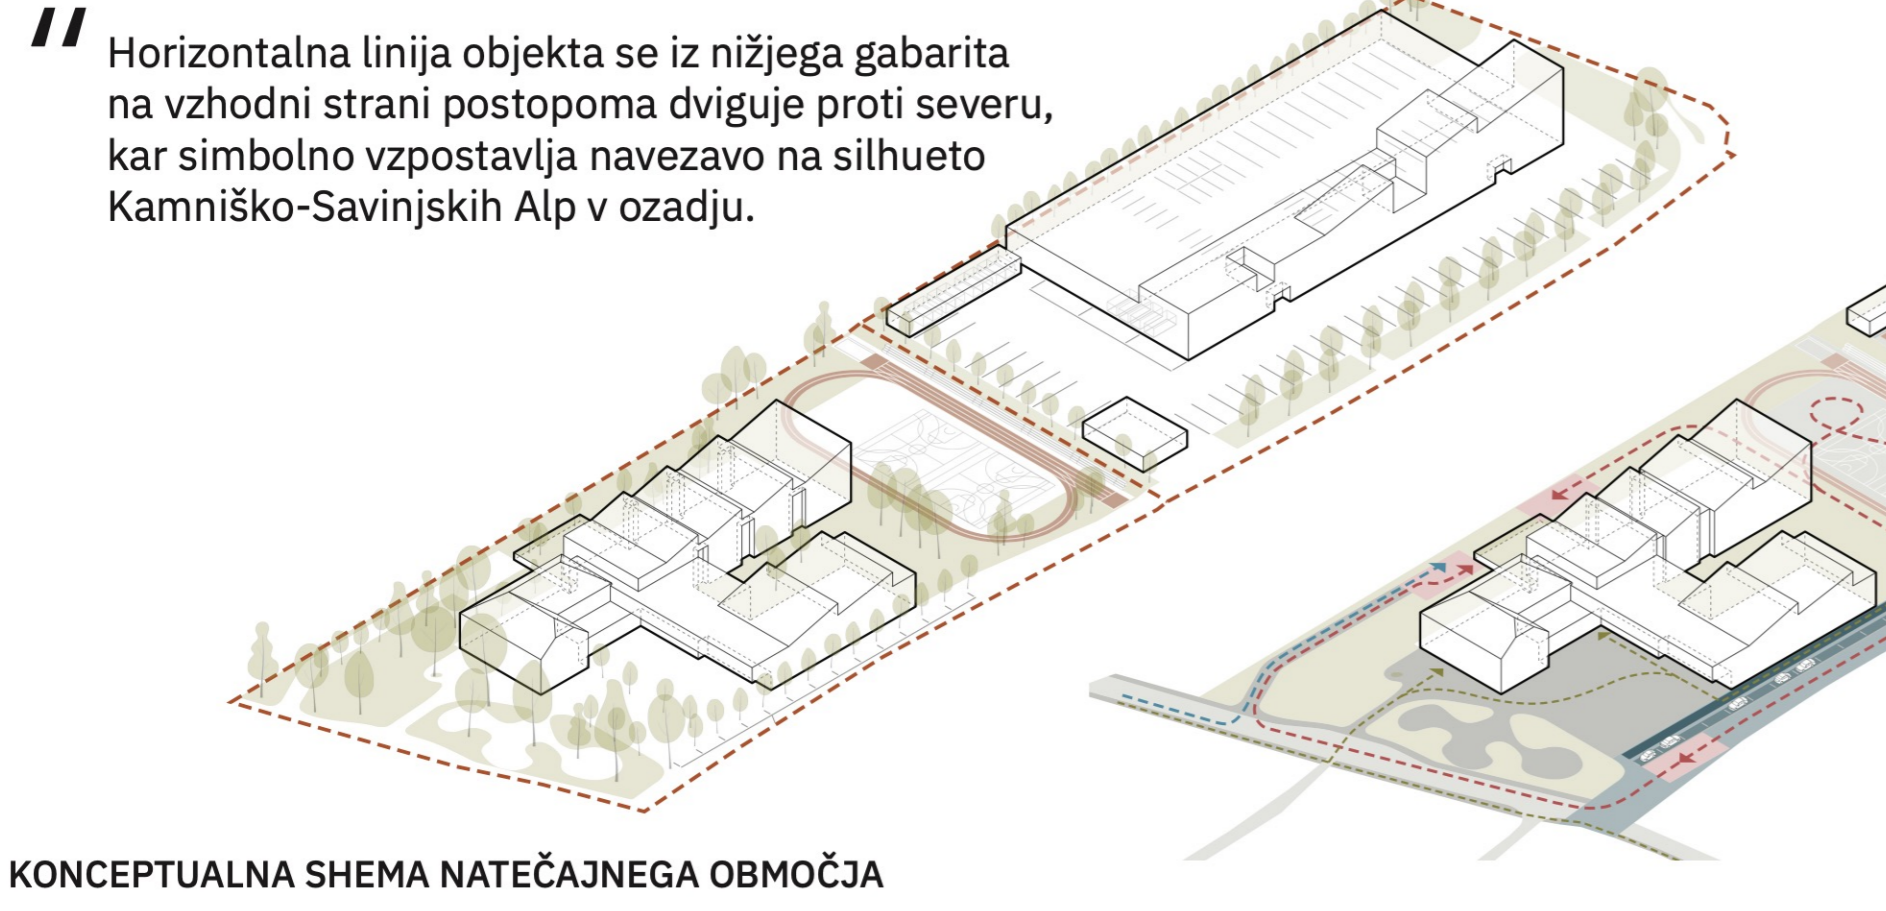 "
Horizontalna linija objekta se iz nižjega gabarita
na vzhodni strani postopoma dviguje proti severu,
kar simbolno vzpostavlja navezavo na silhueto
Kamniško-Savinjskih Alp v ozadju.
KONCEPTUALNA SHEMA NATEČAJNEGA OBMOČJA